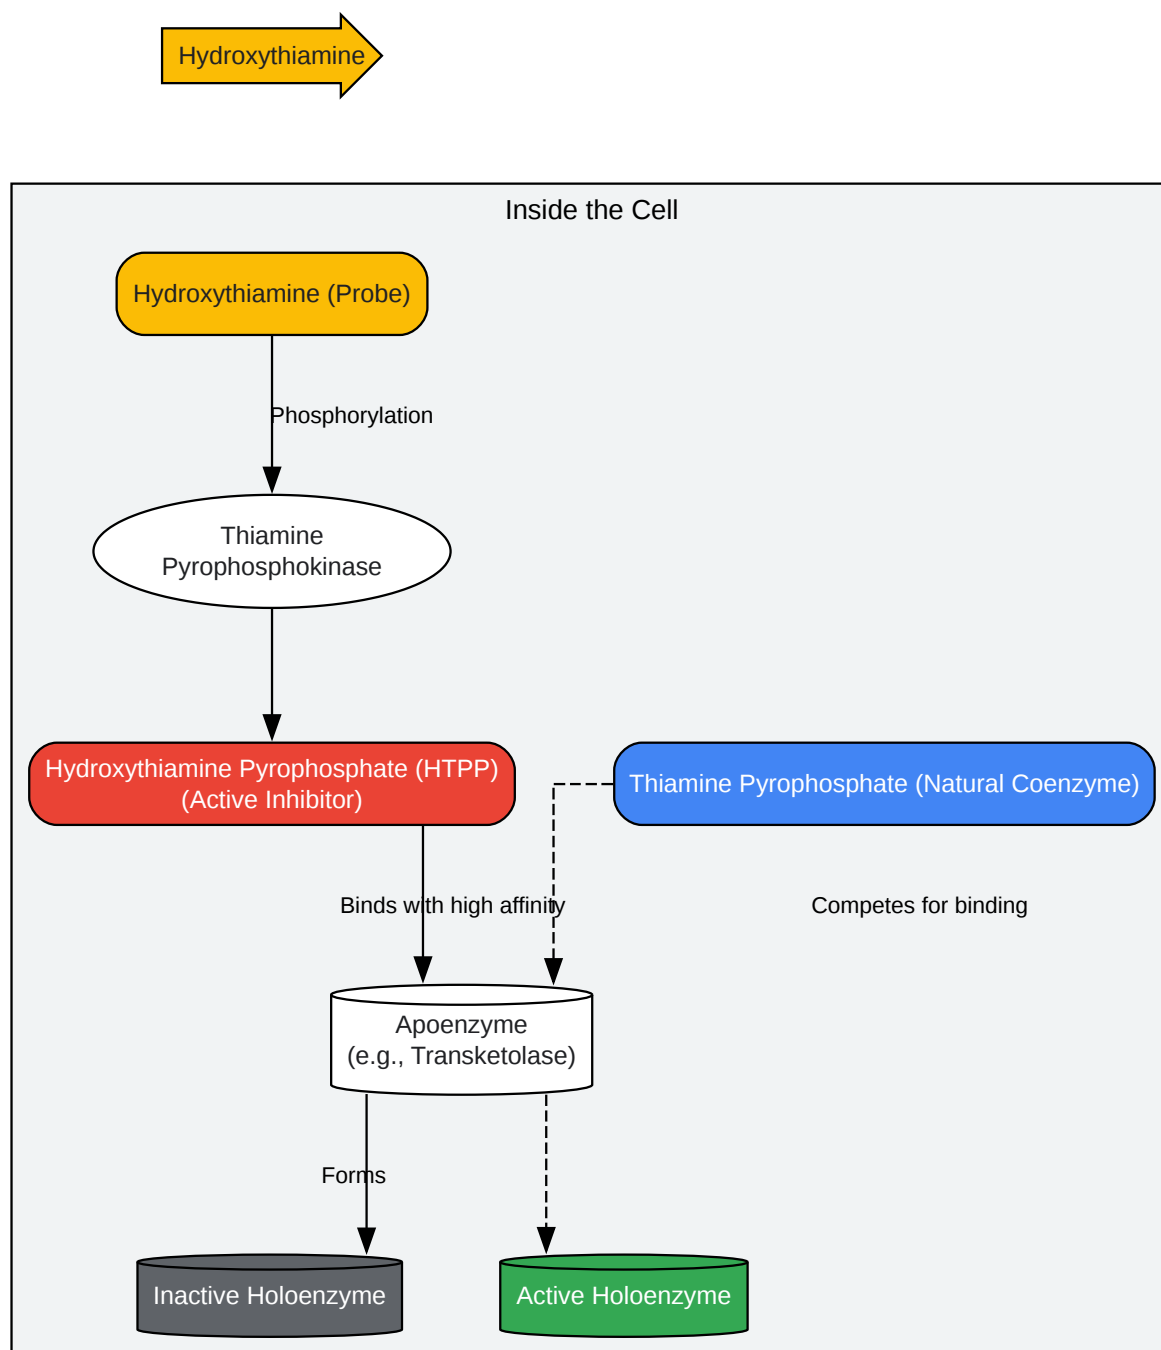 Hydroxythiamine
Inside the Cell
Hydroxythiamine (Probe)
Phosphorylation
Thiamine
Pyrophosphokinase
Hydroxythiamine Pyrophosphate (HTPP)
(Active Inhibitor)
Thiamine Pyrophosphate (Natural Coenzyme)
Binds with high affinity
Competes for binding
Apoenzyme
(e.g., Transketolase)
Forms
Inactive Holoenzyme
Active Holoenzyme